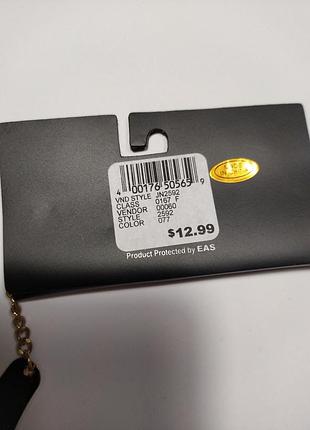 4 00176 50565 9
VND STYLE JN2592
CLASS 0167 F
VENDOR 00060
STYLE 2592
COLOR 077
$12.99
Product Protected by EAS